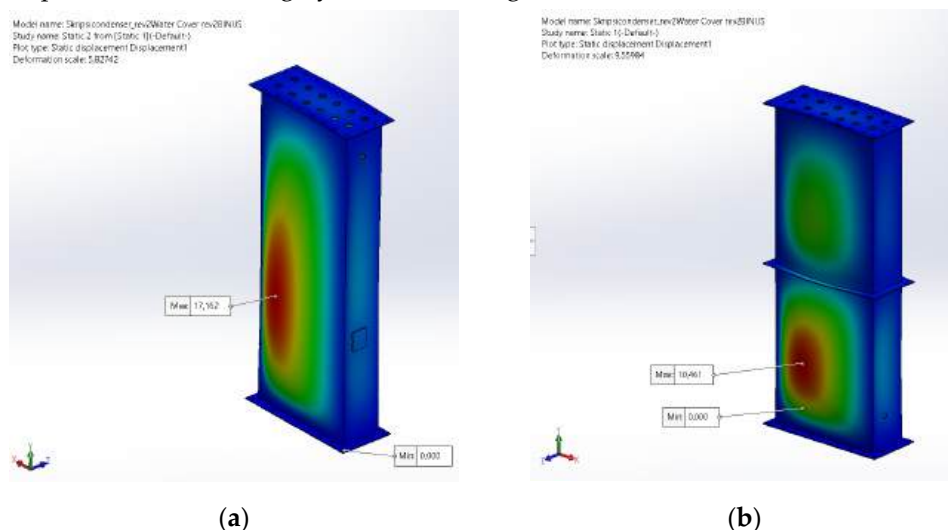 Model name: Skripsicondenser_rev2Water Cover rev2BINUS
Study name: Static 2 from [Static 1](-Default-)
Plot type: Static displacement Displacement1
Deformation scale: 5,82742
Max: 17,162
Min: 0,000
(a)
Model name: Skripsicondenser_rev2Water Cover rev2BINUS
Study name: Static 1(-Default-)
Plot type: Static displacement Displacement1
Deformation scale: 9,55984
Max: 10,461
Min: 0,000
(b)